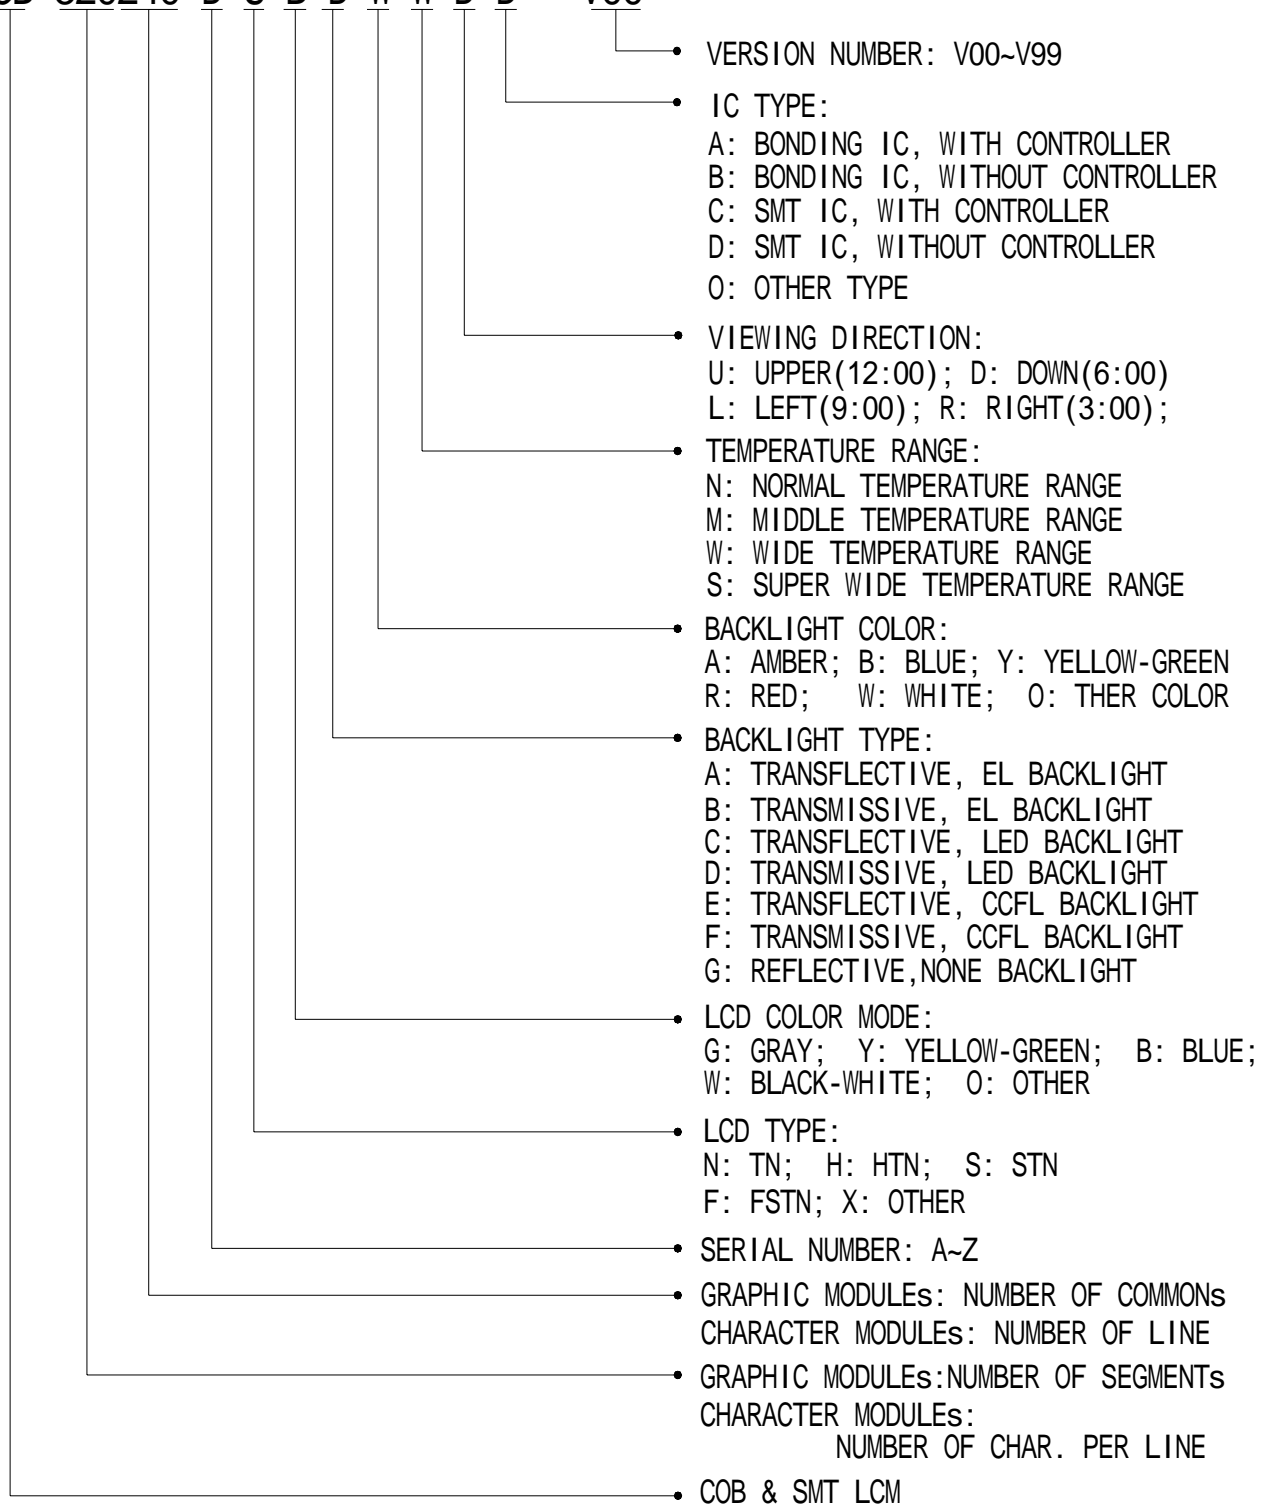 VERSION NUMBER: V00~V99
IC TYPE:
A: BONDING IC, WITH CONTROLLER
B: BONDING IC, WITHOUT CONTROLLER
C: SMT IC, WITH CONTROLLER
D: SMT IC, WITHOUT CONTROLLER
O: OTHER TYPE
VIEWING DIRECTION:
U: UPPER(12:00); D: DOWN(6:00)
L: LEFT(9:00); R: RIGHT(3:00);
TEMPERATURE RANGE:
N: NORMAL TEMPERATURE RANGE
M: MIDDLE TEMPERATURE RANGE
W: WIDE TEMPERATURE RANGE
S: SUPER WIDE TEMPERATURE RANGE
BACKLIGHT COLOR:
A: AMBER; B: BLUE; Y: YELLOW-GREEN
R: RED; W: WHITE; O: THER COLOR
BACKLIGHT TYPE:
A: TRANSFLECTIVE, EL BACKLIGHT
B: TRANSMISSIVE, EL BACKLIGHT
C: TRANSFLECTIVE, LED BACKLIGHT
D: TRANSMISSIVE, LED BACKLIGHT
E: TRANSFLECTIVE, CCFL BACKLIGHT
F: TRANSMISSIVE, CCFL BACKLIGHT
G: REFLECTIVE,NONE BACKLIGHT
LCD COLOR MODE:
G: GRAY; Y: YELLOW-GREEN; B: BLUE;
W: BLACK-WHITE; O: OTHER
LCD TYPE:
N: TN; H: HTN; S: STN
F: FSTN; X: OTHER
SERIAL NUMBER: A~Z
GRAPHIC MODULEs: NUMBER OF COMMONs
CHARACTER MODULEs: NUMBER OF LINE
GRAPHIC MODULEs:NUMBER OF SEGMENTs
CHARACTER MODULEs:
NUMBER OF CHAR. PER LINE
COB & SMT LCM